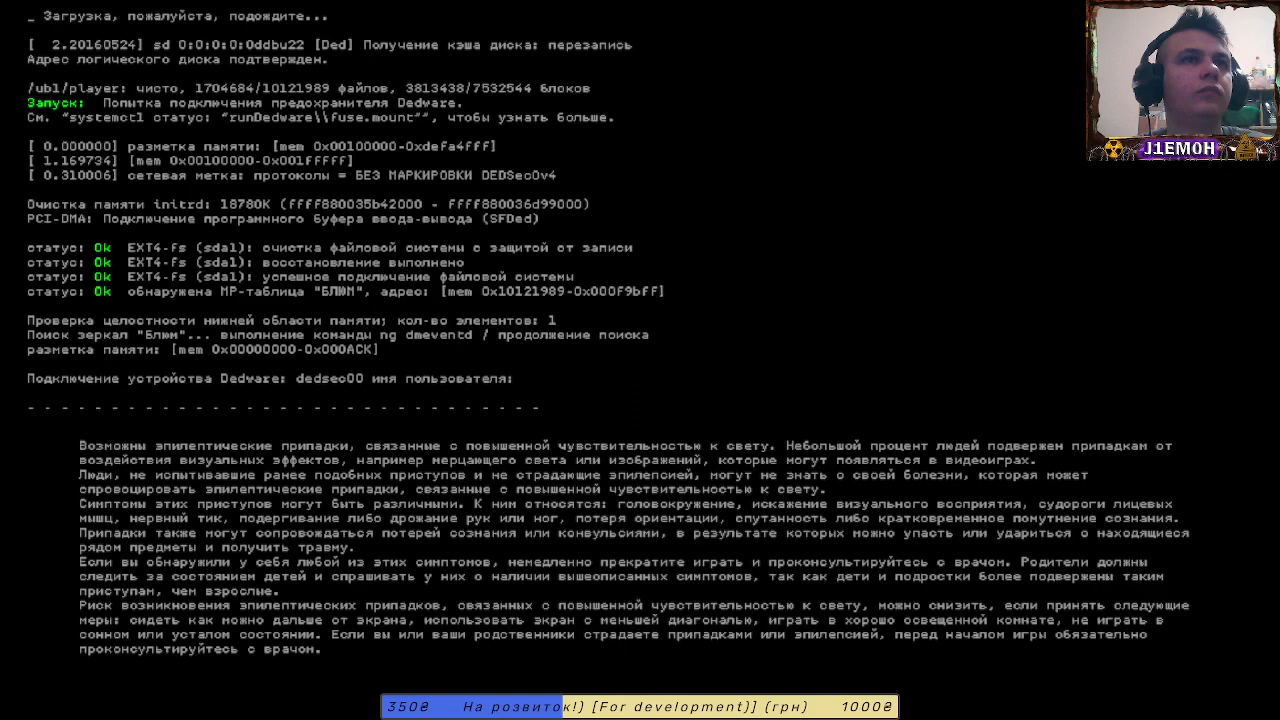 _ Загрузка, пожалуйста, подождите...
[ 2.20160524] sd 0:0:0:0:0ddbu22 [Ded] Получение кэша диска: перезапись
Адрес логического диска подтвержден.
/ubl/player: чисто, 1704684/10121989 файлов, 3813438/7532544 блоков
Запуск: Попытка подключения предохранителя Dedware.
См. "systemctl статус: "runDedware\\fuse.mount"", чтобы узнать больше.
[ 0.000000] разметка памяти: [mem 0x00100000-0xdefa4fff]
[ 1.169734] [mem 0x00100000-0x001fffff]
[ 0.310006] сетевая метка: протоколы = БЕЗ МАРКИРОВКИ DEDSec0v4
Очистка памяти initrd: 18780K (ffff880035b42000 - ffff880036d99000)
PCI-DMA: Подключение программного буфера ввода-вывода (SFDed)
статус: Ok EXT4-fs (sda1): очистка файловой системы с защитой от записи
статус: Ok EXT4-fs (sda1): восстановление выполнено
статус: Ok EXT4-fs (sda1): успешное подключение файловой системы
статус: Ok обнаружена MP-таблица "БЛЮМ", адрес: [mem 0x10121989-0x000f9bff]
Проверка целостности нижней области памяти; кол-во элементов: 1
Поиск зеркал "Блюм"... выполнение команды ng dmeventd / продолжение поиска
разметка памяти: [mem 0x00000000-0x000ACK]
Подключение устройства Dedware: dedsec00 имя пользователя:
- - - - - - - - - - - - - - - - - - - - - - - - - - - - - - -
Возможны эпилептические припадки, связанные с повышенной чувствительностью к свету. Небольшой процент людей подвержен припадкам от
воздействия визуальных эффектов, например мерцающего света или изображений, которые могут появляться в видеоиграх.
Люди, не испытывавшие ранее подобных приступов и не страдающие эпилепсией, могут не знать о своей болезни, которая может
спровоцировать эпилептические припадки, связанные с повышенной чувствительностью к свету.
Симптомы этих приступов могут быть различными. К ним относятся: головокружение, искажение визуального восприятия, судороги лицевых
мышц, нервный тик, подергивание либо дрожание рук или ног, потеря ориентации, спутанность либо кратковременное помутнение сознания.
Припадки также могут сопровождаться потерей сознания или конвульсиями, в результате которых можно упасть или удариться о находящиеся
рядом предметы и получить травму.
Если вы обнаружили у себя любой из этих симптомов, немедленно прекратите играть и проконсультируйтесь с врачом. Родители должны
следить за состоянием детей и спрашивать у них о наличии вышеописанных симптомов, так как дети и подростки более подвержены таким
приступам, чем взрослые.
Риск возникновения эпилептических припадков, связанных с повышенной чувствительностью к свету, можно снизить, если принять следующие
меры: сидеть как можно дальше от экрана, использовать экран с меньшей диагональю, играть в хорошо освещенной комнате, не играть в
сонном или усталом состоянии. Если вы или ваши родственники страдаете припадками или эпилепсией, перед началом игры обязательно
проконсультируйтесь с врачом.
J1EM0H
350₴ На розвиток!) [For development)] (грн) 1000₴